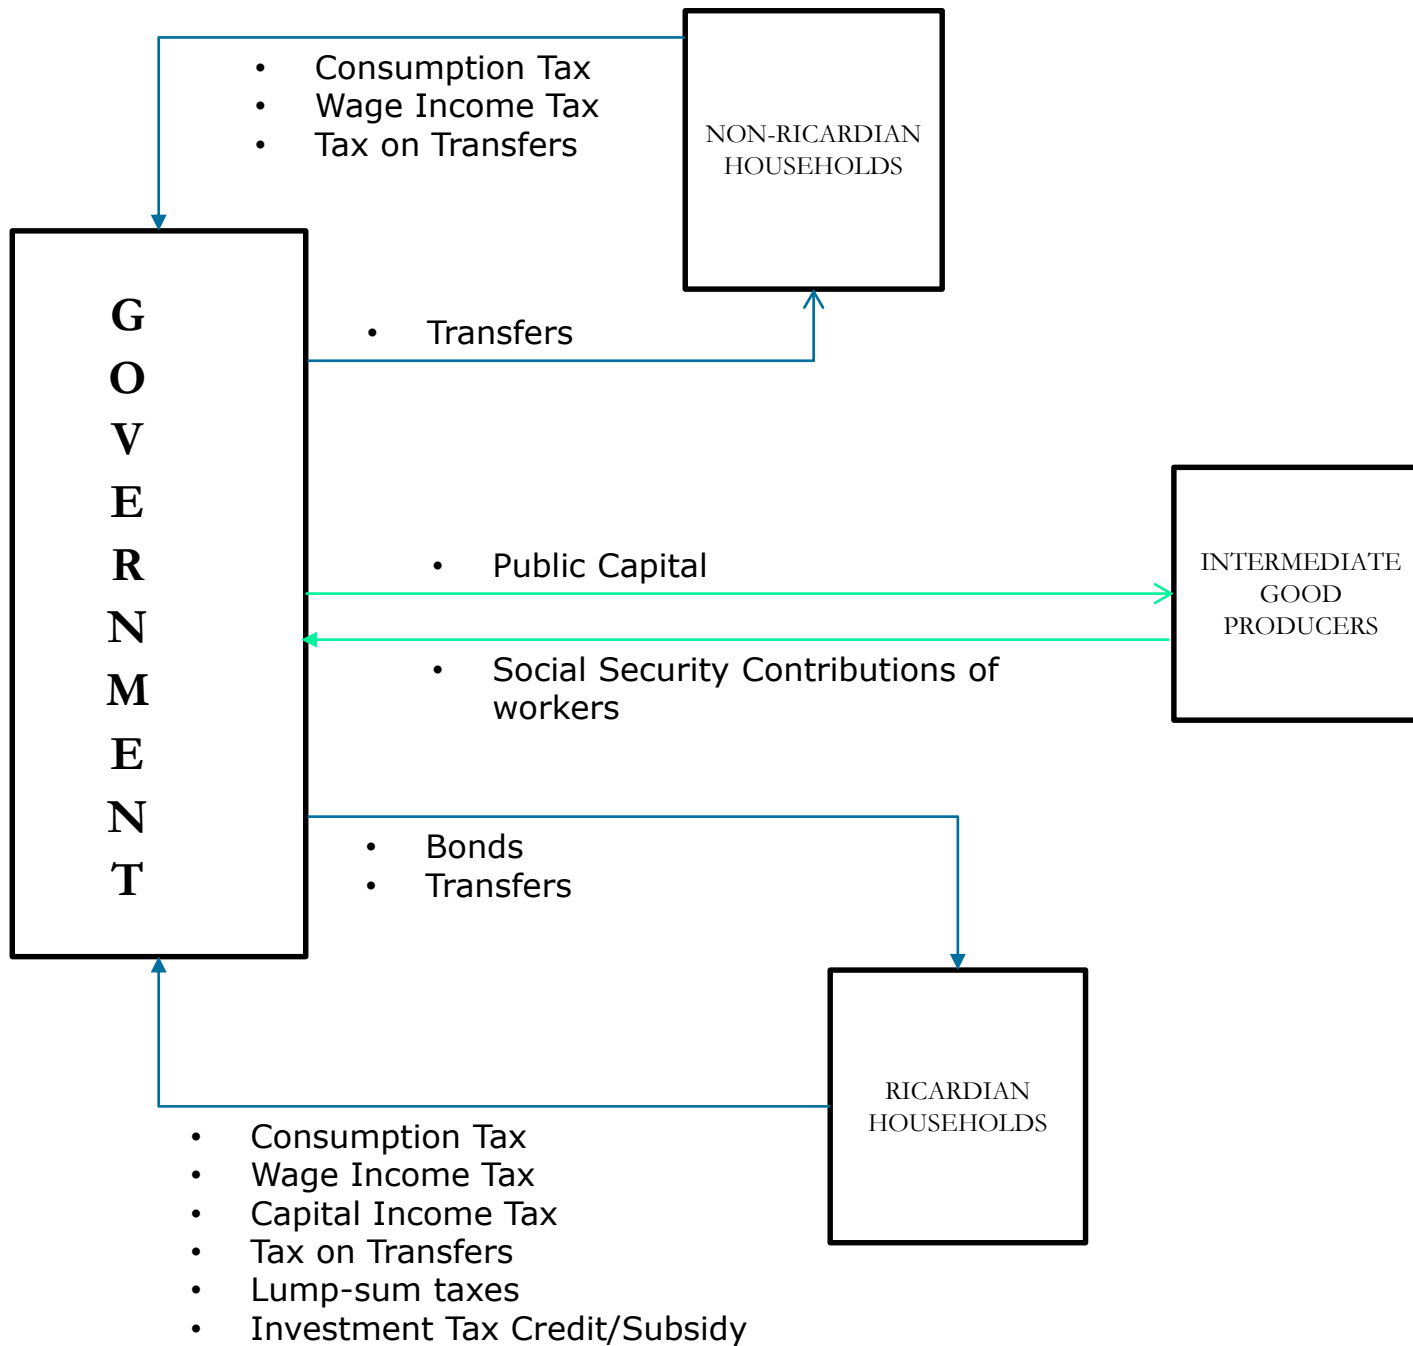 • Consumption Tax
• Wage Income Tax
• Tax on Transfers
NON-RICARDIAN
HOUSEHOLDS
GOVERNMENT
• Transfers
• Public Capital
INTERMEDIATE
GOOD
PRODUCERS
• Social Security Contributions of
workers
• Bonds
• Transfers
RICARDIAN
HOUSEHOLDS
• Consumption Tax
• Wage Income Tax
• Capital Income Tax
• Tax on Transfers
• Lump-sum taxes
• Investment Tax Credit/Subsidy